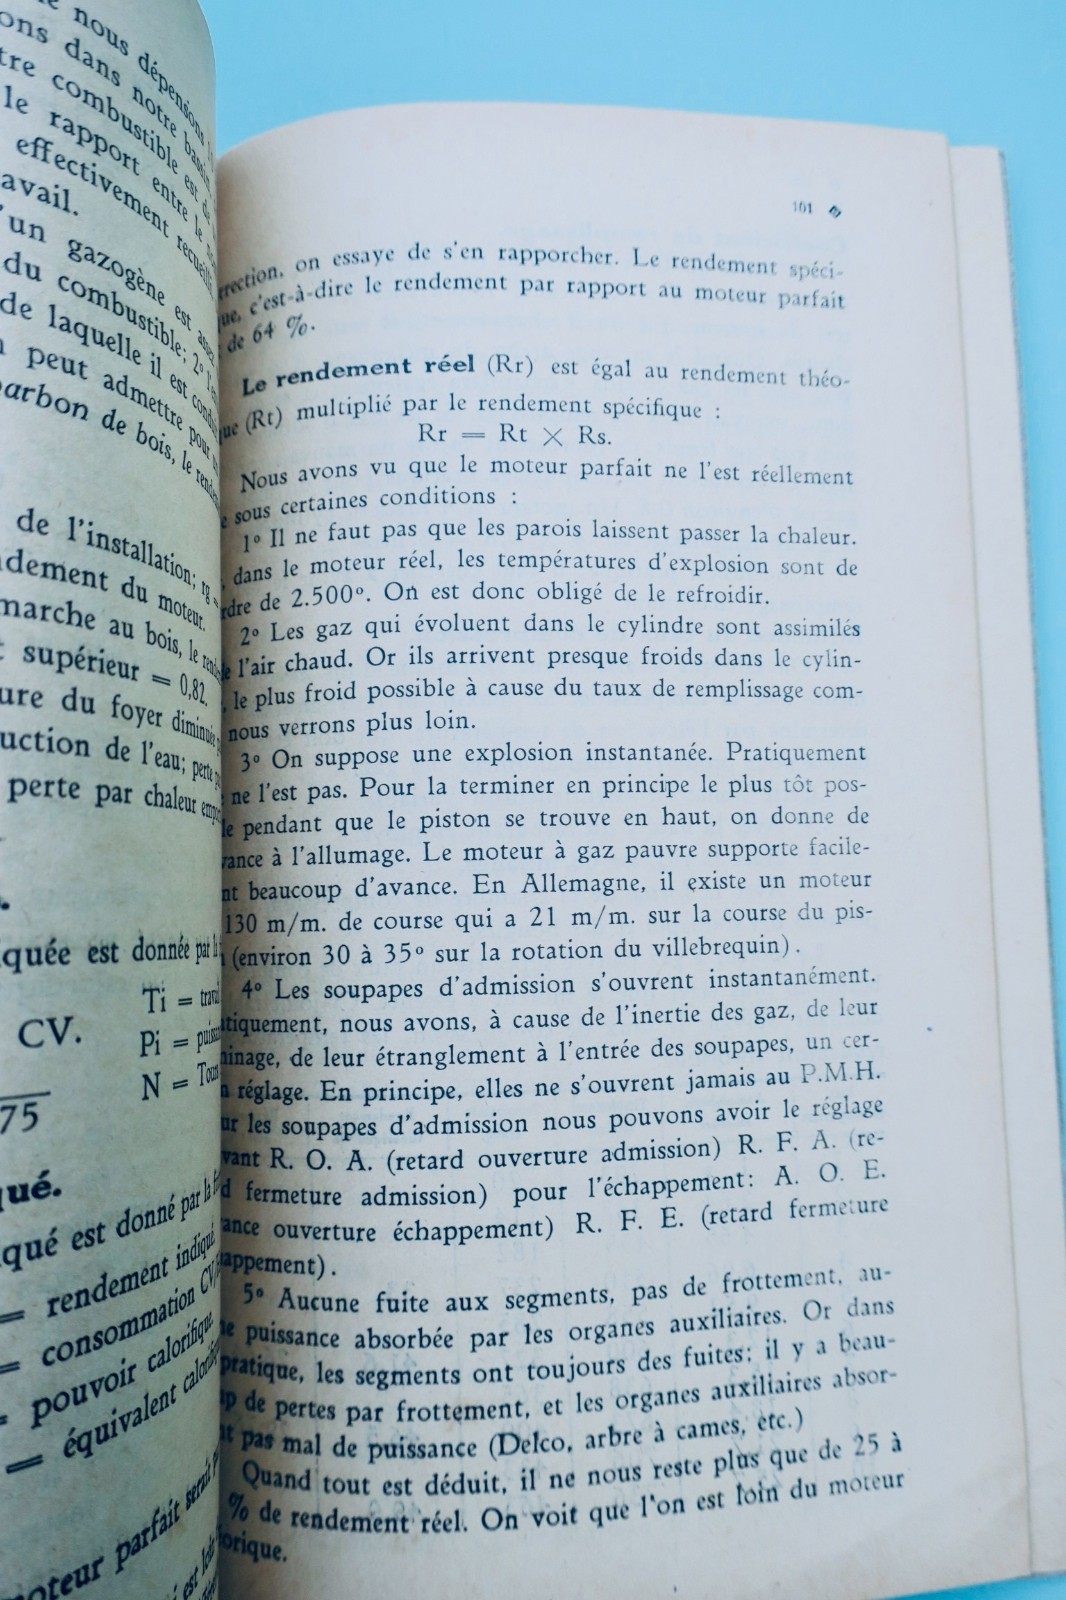 nous dépensons
ons dans notre bassin,
tre combustible est de
le rapport entre le
effectivement recueilli
avail.
'un gazogène est
du combustible; 2°
de laquelle il est
peut admettre pour
arbon de bois, le
de l'installation; rg =
ndement du moteur.
marche au bois, le
t supérieur = 0,82.
ure du foyer
uction de l'eau; perte
perte par chaleur
quée est donnée par la
Ti = travail
CV. Pi =
N = Tours
75
qué.
qué est donné par la
= rendement indiqué.
= consommation CV/
= pouvoir calorifique.
= équivalent calorifique
moteur parfait serait
est loin
101
rrection, on essaye de s'en rapporcher. Le rendement spéci-
ue, c'est-à-dire le rendement par rapport au moteur parfait
de 64 %.
Le rendement réel (Rr) est égal au rendement théo-
que (Rt) multiplié par le rendement spécifique :
Rr = Rt × Rs.
Nous avons vu que le moteur parfait ne l'est réellement
e sous certaines conditions :
1° Il ne faut pas que les parois laissent passer la chaleur.
, dans le moteur réel, les températures d'explosion sont de
rdre de 2.500°. On est donc obligé de le refroidir.
2° Les gaz qui évoluent dans le cylindre sont assimilés
e l'air chaud. Or ils arrivent presque froids dans le cylin-
, le plus froid possible à cause du taux de remplissage com-
nous verrons plus loin.
3° On suppose une explosion instantanée. Pratiquement
ne l'est pas. Pour la terminer en principe le plus tôt pos-
le pendant que le piston se trouve en haut, on donne de
vance à l'allumage. Le moteur à gaz pauvre supporte facile-
nt beaucoup d'avance. En Allemagne, il existe un moteur
130 m/m. de course qui a 21 m/m. sur la course du pis-
(environ 30 à 35° sur la rotation du villebrequin).
4° Les soupapes d'admission s'ouvrent instantanément.
tiquement, nous avons, à cause de l'inertie des gaz, de leur
inage, de leur étranglement à l'entrée des soupapes, un cer-
n réglage. En principe, elles ne s'ouvrent jamais au P.M.H.
ur les soupapes d'admission nous pouvons avoir le réglage
vant R. O. A. (retard ouverture admission) R. F. A. (re-
d fermeture admission) pour l'échappement: A. O. E.
ance ouverture échappement) R. F. E. (retard fermeture
appement).
5° Aucune fuite aux segments, pas de frottement, au-
e puissance absorbée par les organes auxiliaires. Or dans
pratique, les segments ont toujours des fuites; il y a beau-
p de pertes par frottement, et les organes auxiliaires absor-
t pas mal de puissance (Delco, arbre à cames, etc.)
Quand tout est déduit, il ne nous reste plus que de 25 à
% de rendement réel. On voit que l'on est loin du moteur
orique.